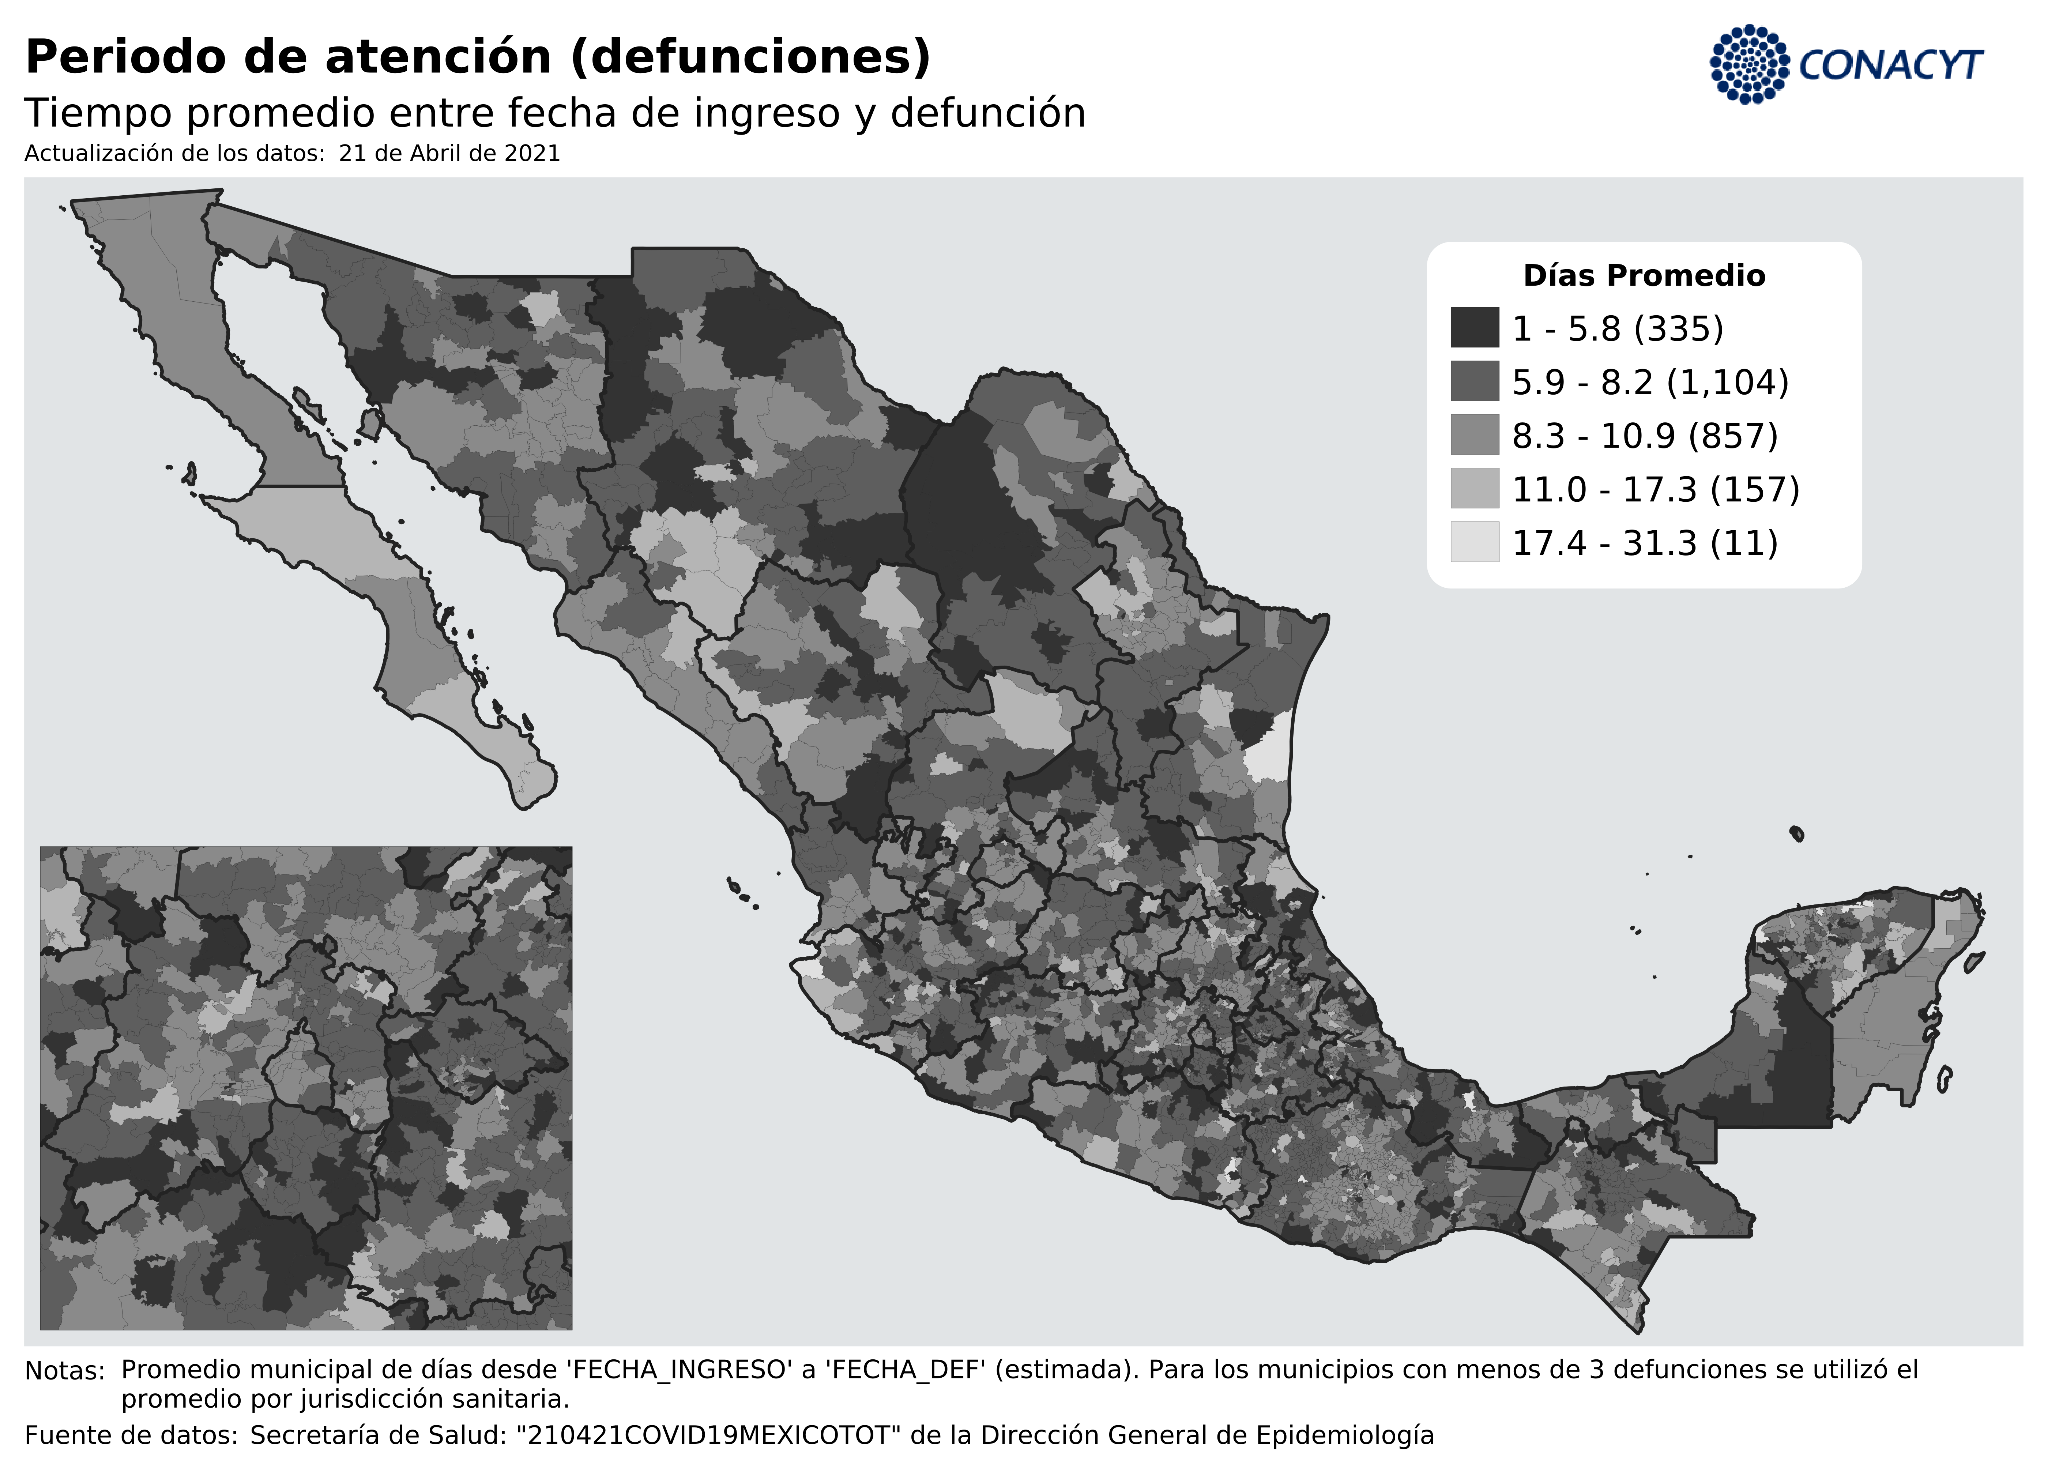 Periodo de atención (defunciones)
CONACYT
Tiempo promedio entre fecha de ingreso y defunción
Actualización de los datos: 21 de Abril de 2021
Días Promedio
1 - 5.8 (335)
5.9 - 8.2 (1,104)
8.3 - 10.9 (857)
11.0 - 17.3 (157)
17.4 - 31.3 (11)
Notas: Promedio municipal de días desde 'FECHA_INGRESO' a 'FECHA_DEF' (estimada). Para los municipios con menos de 3 defunciones se utilizó el
promedio por jurisdicción sanitaria.
Fuente de datos: Secretaría de Salud: "210421COVID19MEXICOTOT" de la Dirección General de Epidemiología